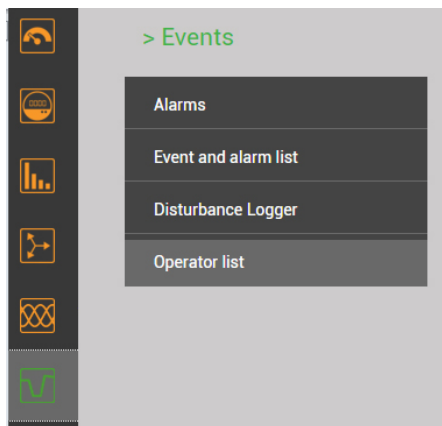 > Events
Alarms
Event and alarm list
Disturbance Logger
Operator list